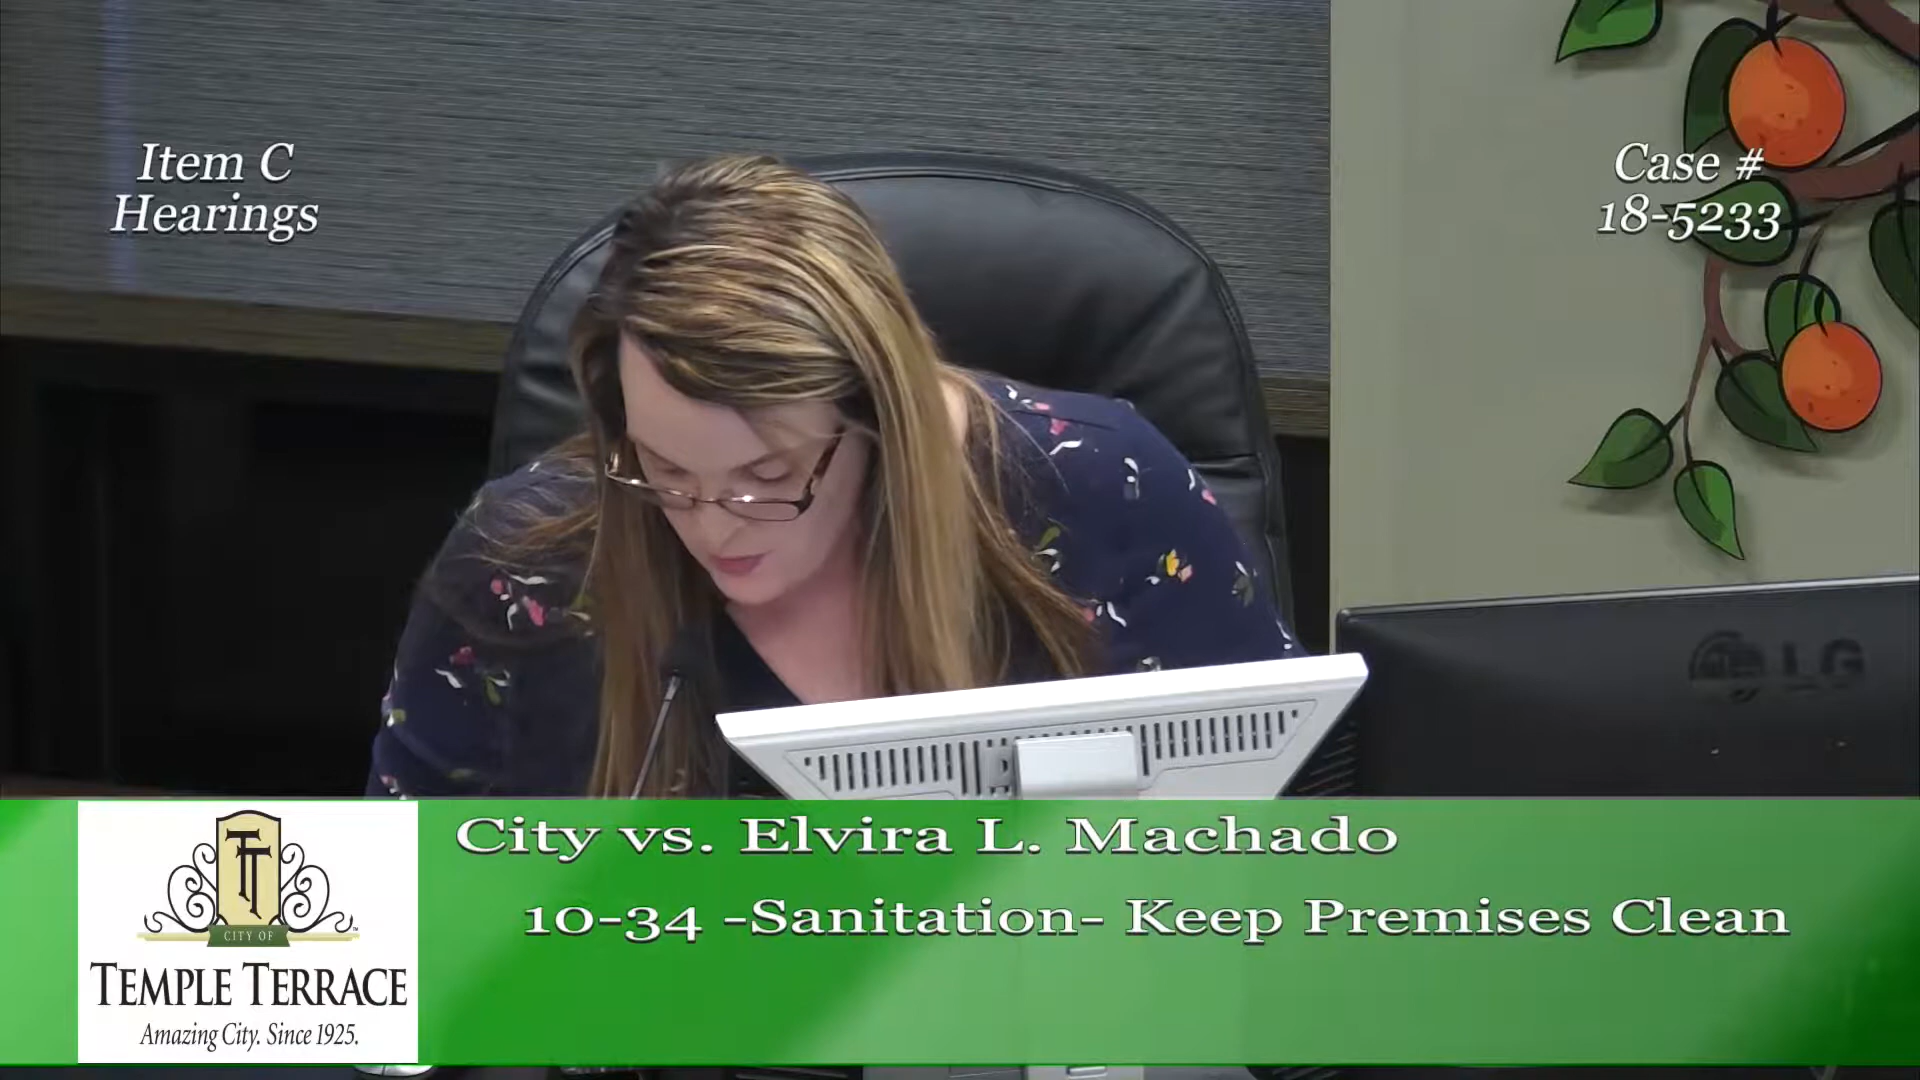 Item C
Hearings
Case #
18-5233
LG
City vs. Elvira L. Machado
10-34 -Sanitation- Keep Premises Clean
TT
CITY OF
TEMPLE TERRACE
Amazing City. Since 1925.